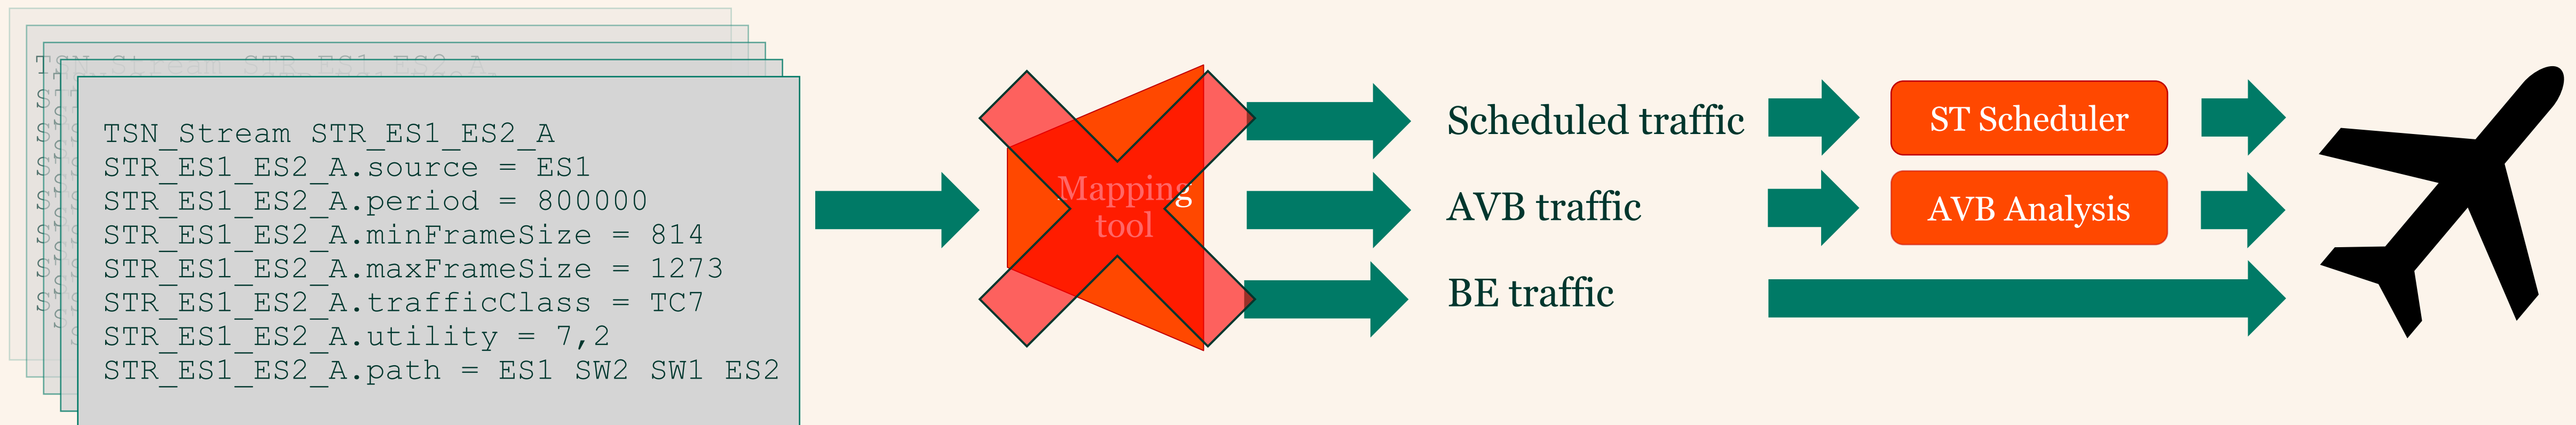 TSN_Stream STR_ES1_ES2_A
TSN_Stream STR_ES1_ES2_A
STR_ES1_ES2_A.source = ES1
STR_ES1_ES2_A.period = 800000
STR_ES1_ES2_A.minFrameSize = 814
STR_ES1_ES2_A.maxFrameSize = 1273
STR_ES1_ES2_A.trafficClass = TC7
STR_ES1_ES2_A.utility = 7,2
STR_ES1_ES2_A.path = ES1 SW2 SW1 ES2
Mapping
tool
Scheduled traffic
AVB traffic
BE traffic
ST Scheduler
AVB Analysis